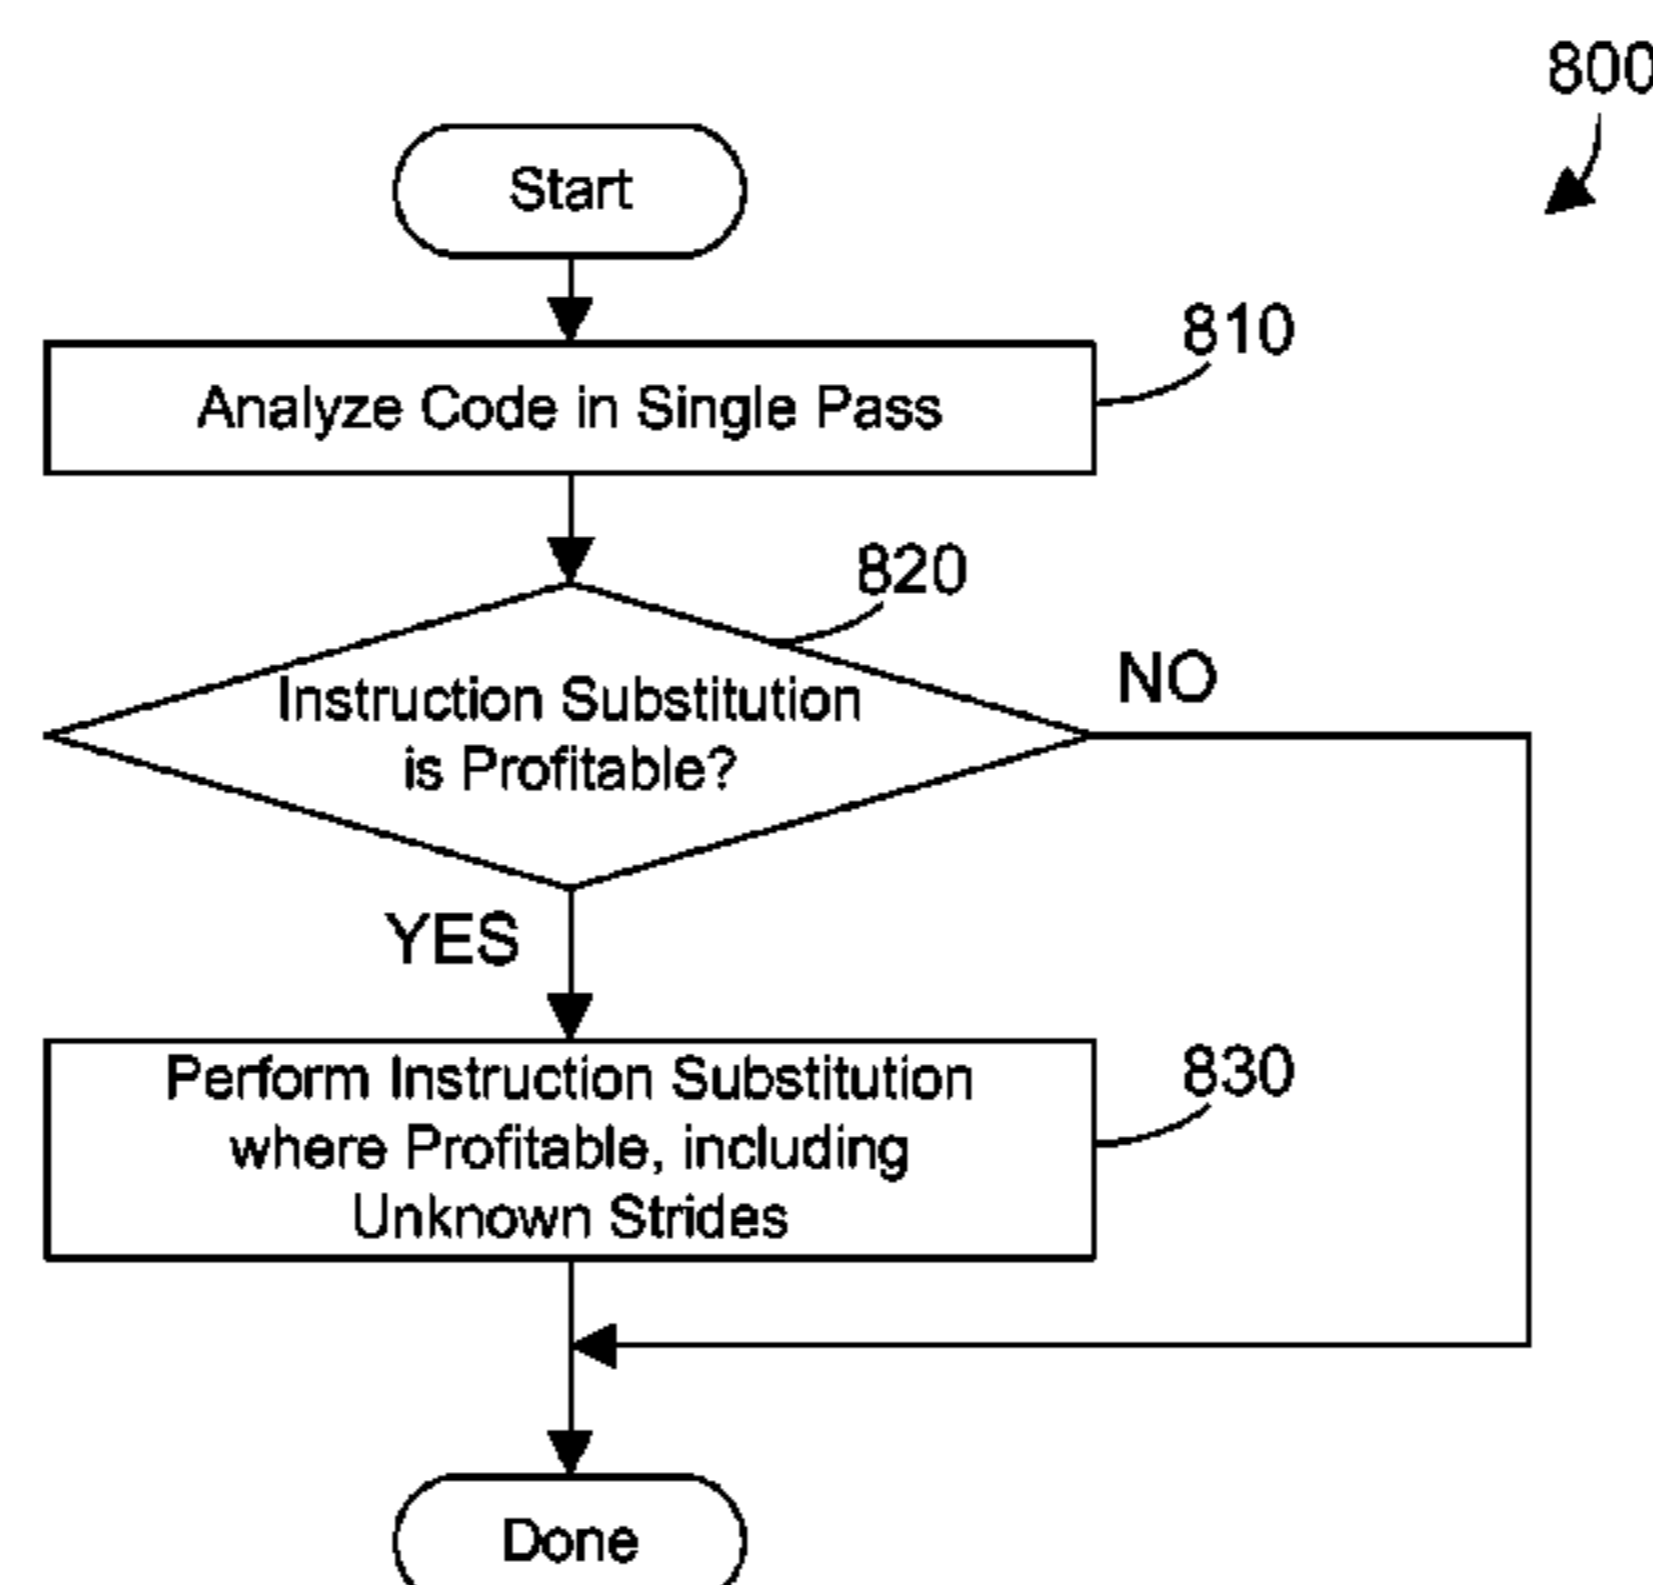 800
Start
810
Analyze Code in Single Pass
820
Instruction Substitution
is Profitable?
NO
YES
830
Perform Instruction Substitution
where Profitable, including
Unknown Strides
Done